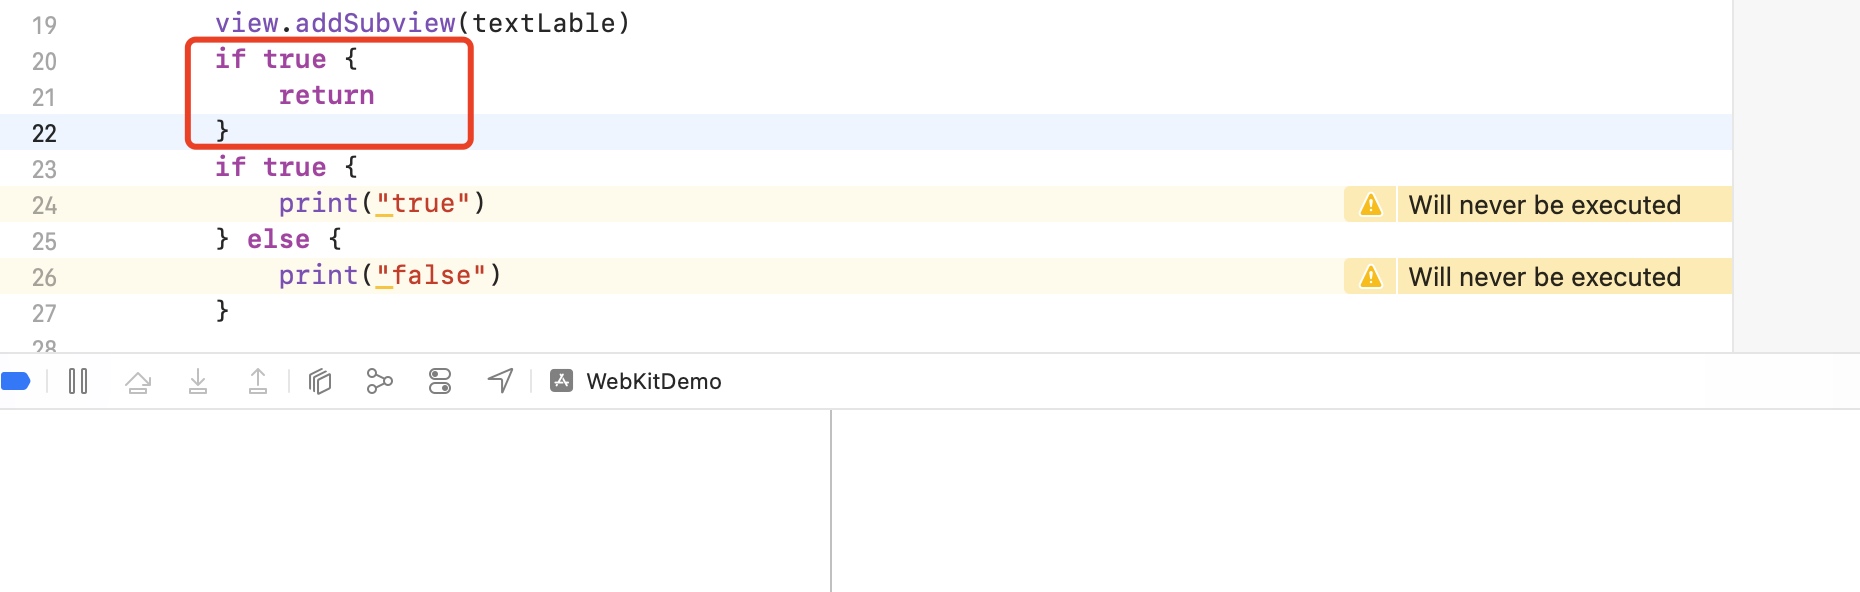 19 view.addSubview(textLable)
20 if true {
21 return
22 }
23 if true {
24 print("true") Will never be executed
25 } else {
26 print("false") Will never be executed
27 }
28
WebKitDemo